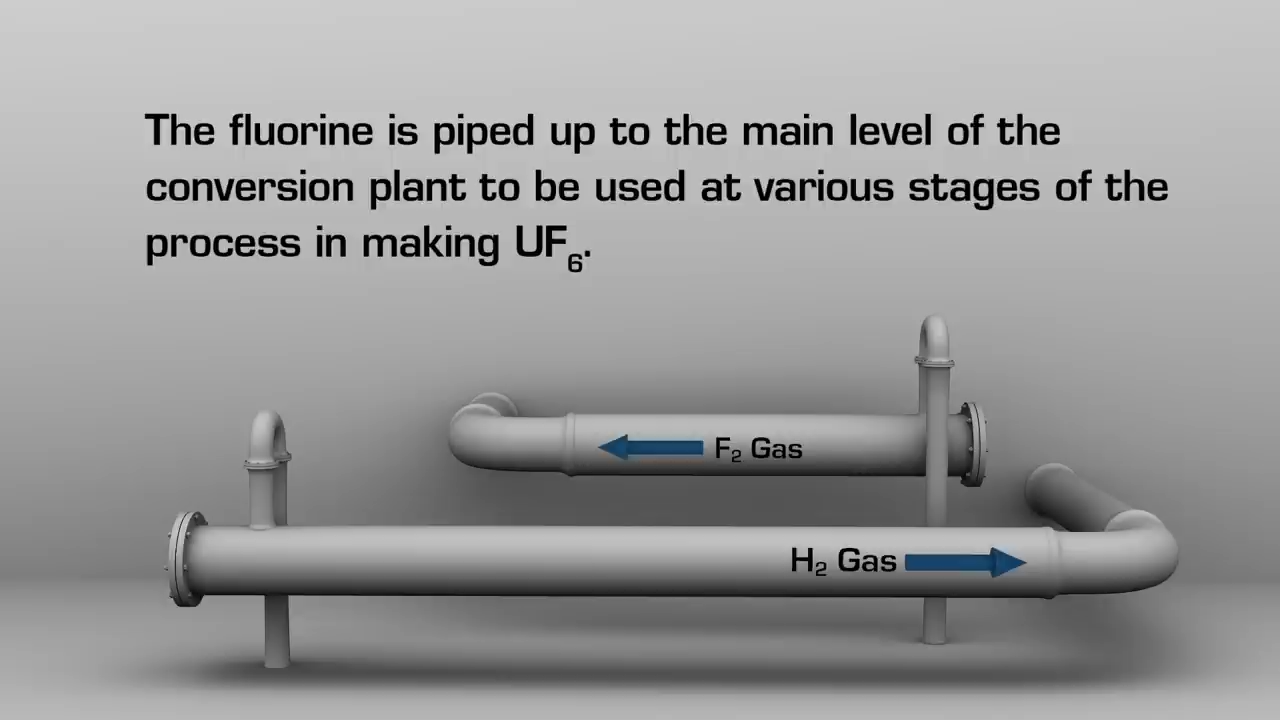 The fluorine is piped up to the main level of the
conversion plant to be used at various stages of the
process in making UF₆.
F₂ Gas
H₂ Gas